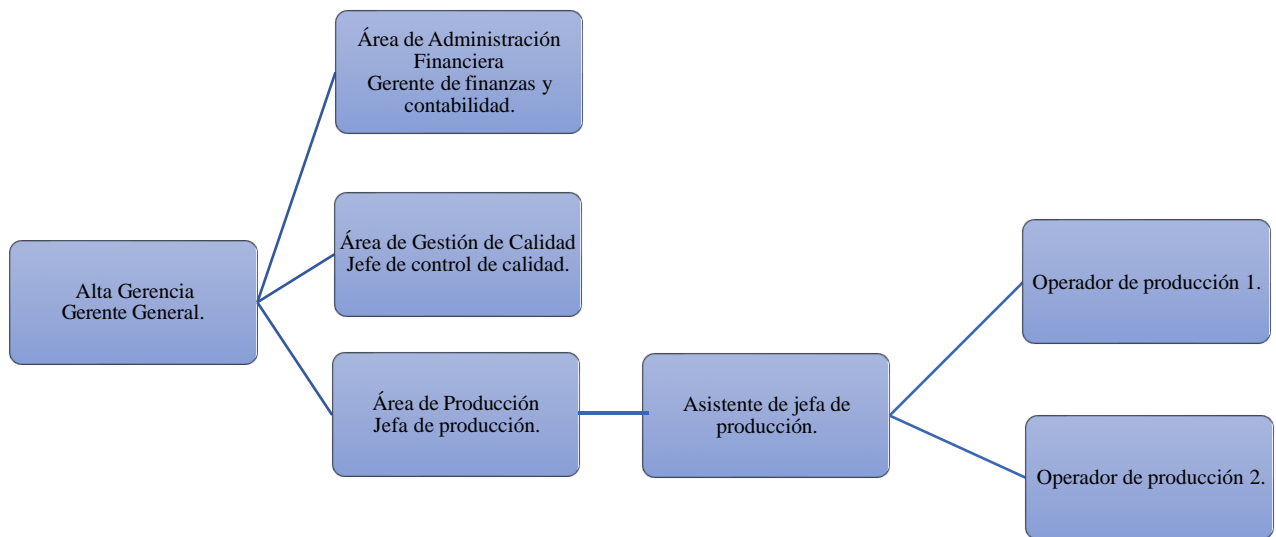 Área de Administración
Financiera
Gerente de finanzas y
contabilidad.
Área de Gestión de Calidad
Jefe de control de calidad.
Alta Gerencia
Gerente General.
Área de Producción
Jefa de producción.
Asistente de jefa de
producción.
Operador de producción 1.
Operador de producción 2.